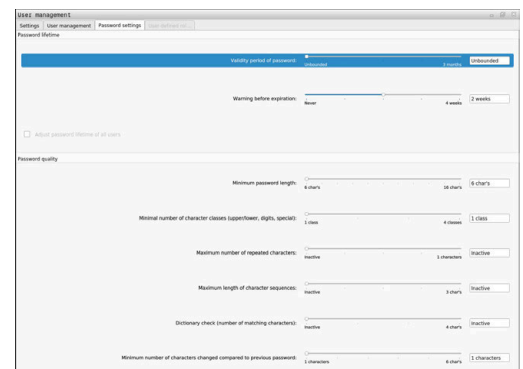 User management
Settings User management Password settings
Password lifetime
Validity period of password: Unbounded
Unbounded 3 months
Warning before expiration: 2 weeks
Never 4 weeks
Adjust password lifetime of all users
Password quality
Minimum password length: 6 char's
6 char's 16 char's
Minimal number of character classes (upper/lower, digits, special): 1 class
1 class 4 classes
Maximum number of repeated characters: Inactive
Inactive 1 characters
Maximum length of character sequences: Inactive
Inactive 3 char's
Dictionary check (number of matching characters): Inactive
Inactive 4 char's
Minimum number of characters changed compared to previous password: 1 characters
1 characters 6 char's